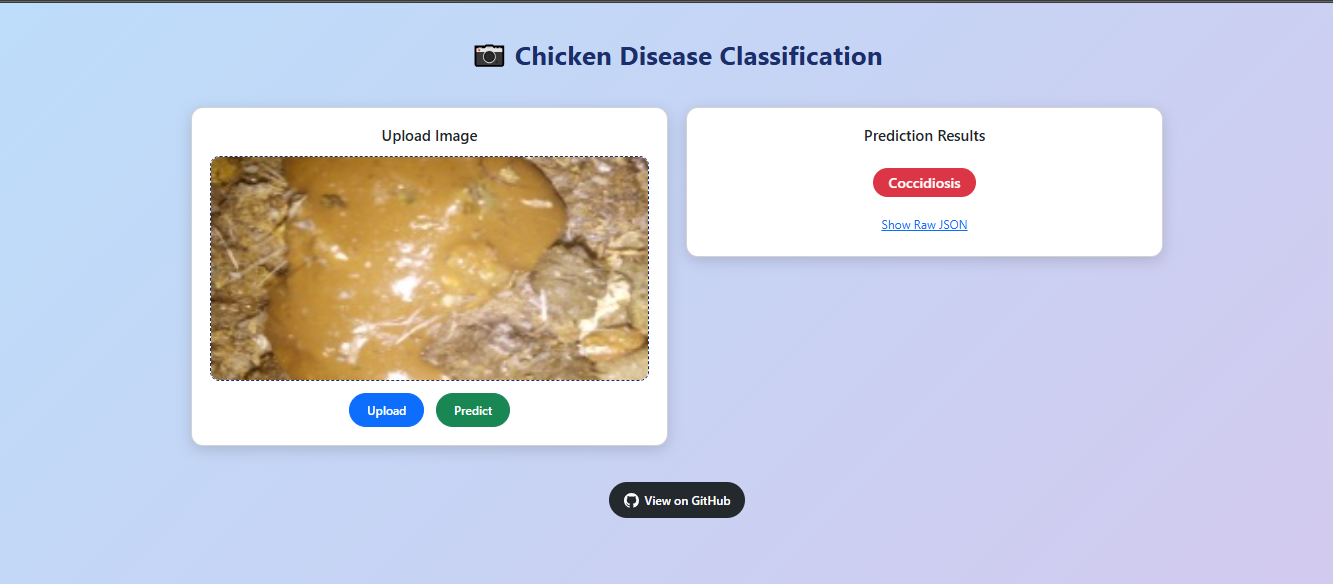 Chicken Disease Classification
Upload Image
Upload
Predict
Prediction Results
Coccidiosis
Show Raw JSON
View on GitHub